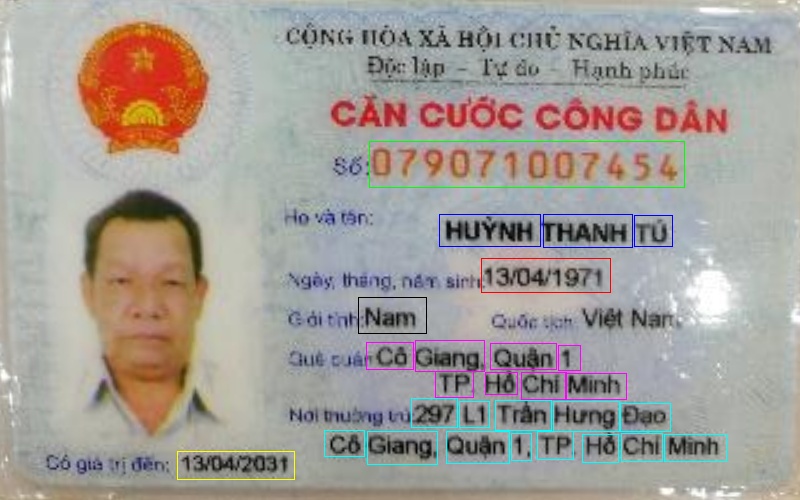 CỘNG HÒA XÃ HỘI CHỦ NGHĨA VIỆT NAM
Độc lập - Tự do - Hạnh phúc
CĂN CƯỚC CÔNG DÂN
Số: 079071007454
Họ và tên:
HUỲNH THANH TÚ
Ngày, tháng, năm sinh: 13/04/1971
Giới tính: Nam Quốc tịch: Việt Nam
Quê quán: Cô Giang, Quận 1
TP. Hồ Chí Minh
Nơi thường trú: 297 L1 Trần Hưng Đạo
Cô Giang, Quận 1, TP. Hồ Chí Minh
Có giá trị đến: 13/04/2031